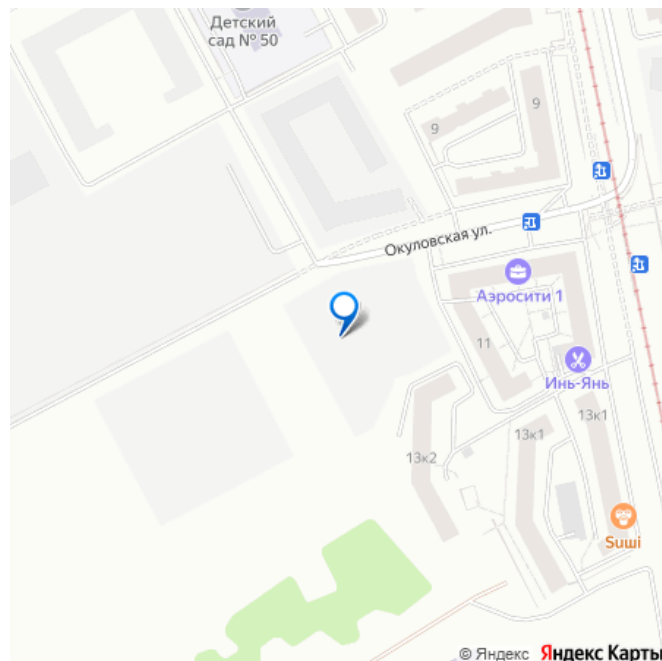 Детский
сад № 50
9
9
Окуловская ул.
Аэросити 1
11
Инь-Янь
13к2
13к1
13к1
Suшi
© Яндекс Яндекс Карты